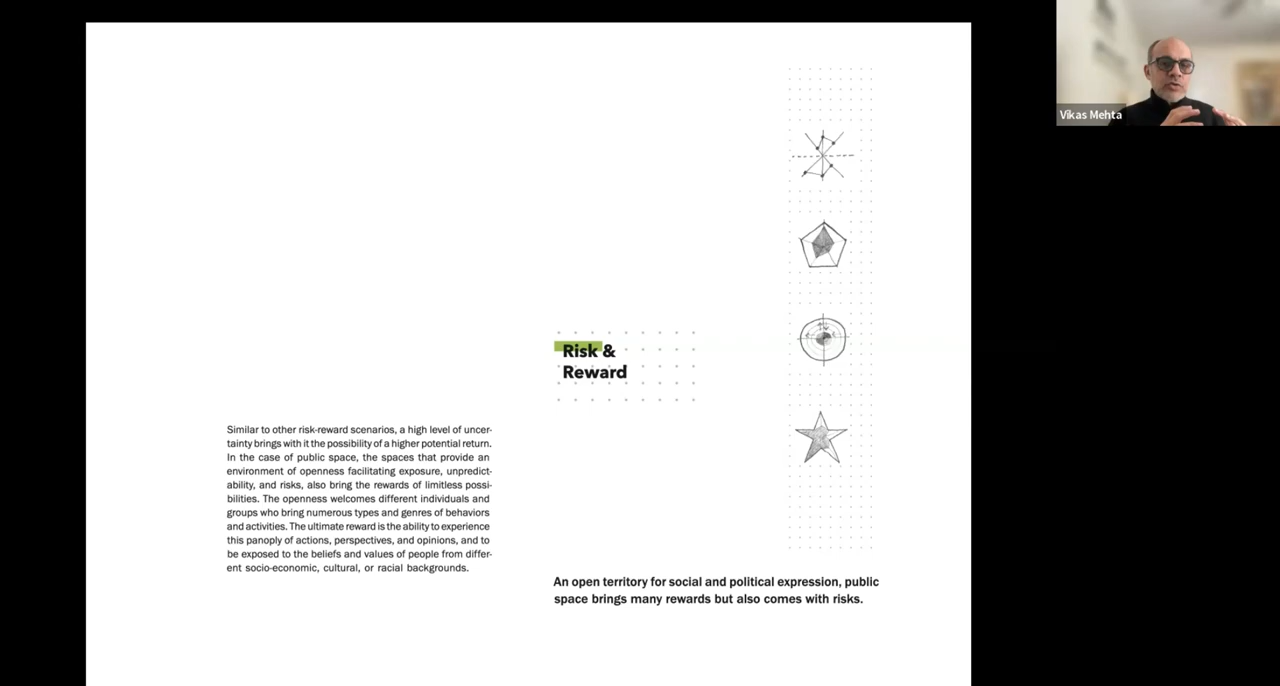 Vikas Mehta
Risk &
Reward
Similar to other risk-reward scenarios, a high level of uncer-
tainty brings with it the possibility of a higher potential return.
In the case of public space, the spaces that provide an
environment of openness facilitating exposure, unpredict-
ability, and risks, also bring the rewards of limitless possi-
bilities. The openness welcomes different individuals and
groups who bring numerous types and genres of behaviors
and activities. The ultimate reward is the ability to experience
this panoply of actions, perspectives, and opinions, and to
be exposed to the beliefs and values of people from differ-
ent socio-economic, cultural, or racial backgrounds.
An open territory for social and political expression, public
space brings many rewards but also comes with risks.